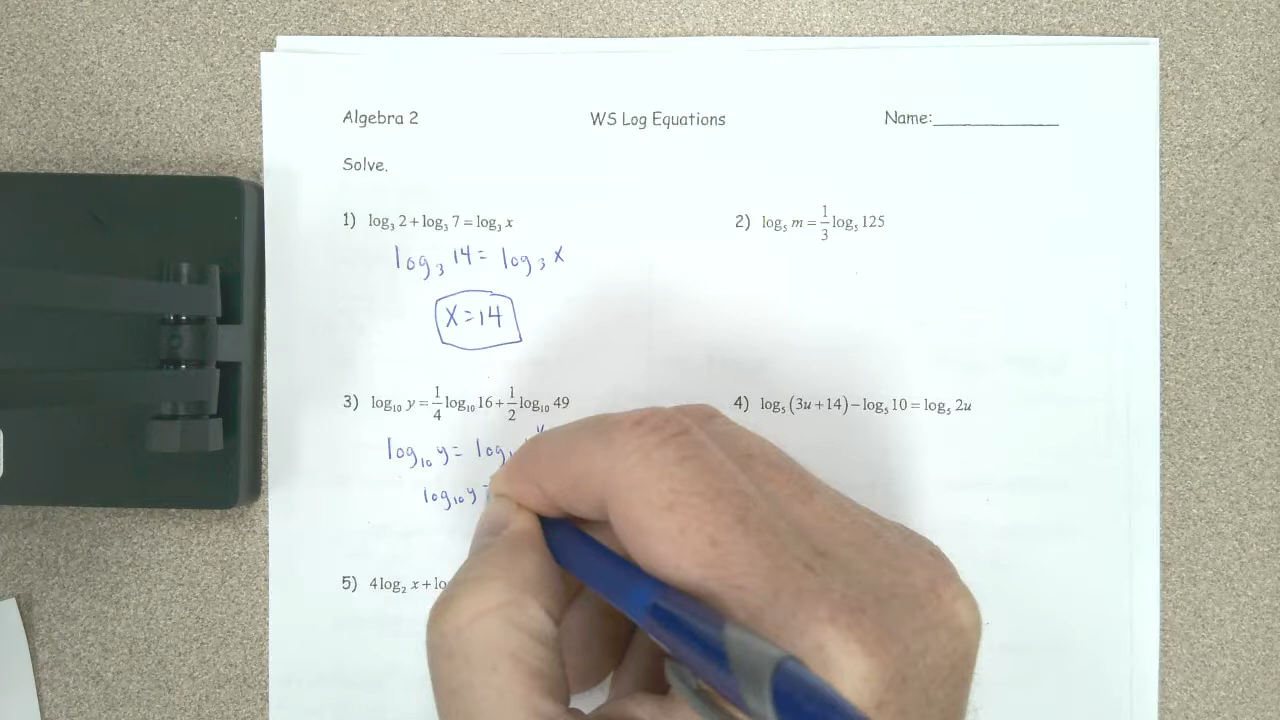 Algebra 2 WS Log Equations Name:____________
Solve.
1) log₃ 2 + log₃ 7 = log₃ x
log₃ 14 = log₃ x
x = 14
2) log₅ m = 1/3 log₅ 125
3) log₁₀ y = 1/4 log₁₀ 16 + 1/2 log₁₀ 49
log₁₀ y = log
log₁₀ y =
4) log₅ (3u + 14) − log₅ 10 = log₅ 2u
5) 4 log₂ x + lo